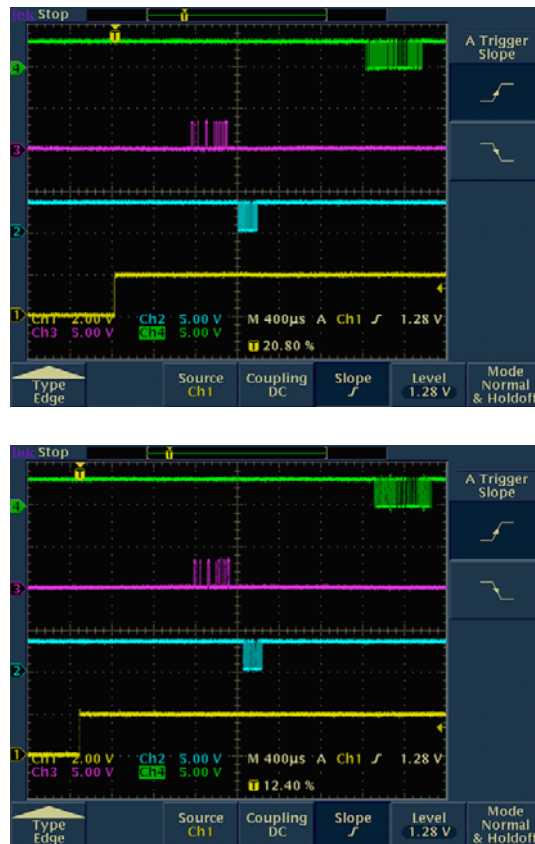 Tek Stop
A Trigger
Slope
T
T
4
3
2
1
Ch1 2.00 V Ch2 5.00 V M 400µs A Ch1 ƒ 1.28 V
Ch3 5.00 V Ch4 5.00 V
T 20.80 %
Type
Edge
Source
Ch1
Coupling
DC
Slope
ƒ
Level
1.28 V
Mode
Normal
& Holdoff
Tek Stop
A Trigger
Slope
T
T
4
3
2
1
Ch1 2.00 V Ch2 5.00 V M 400µs A Ch1 ƒ 1.28 V
Ch3 5.00 V Ch4 5.00 V
T 12.40 %
Type
Edge
Source
Ch1
Coupling
DC
Slope
ƒ
Level
1.28 V
Mode
Normal
& Holdoff